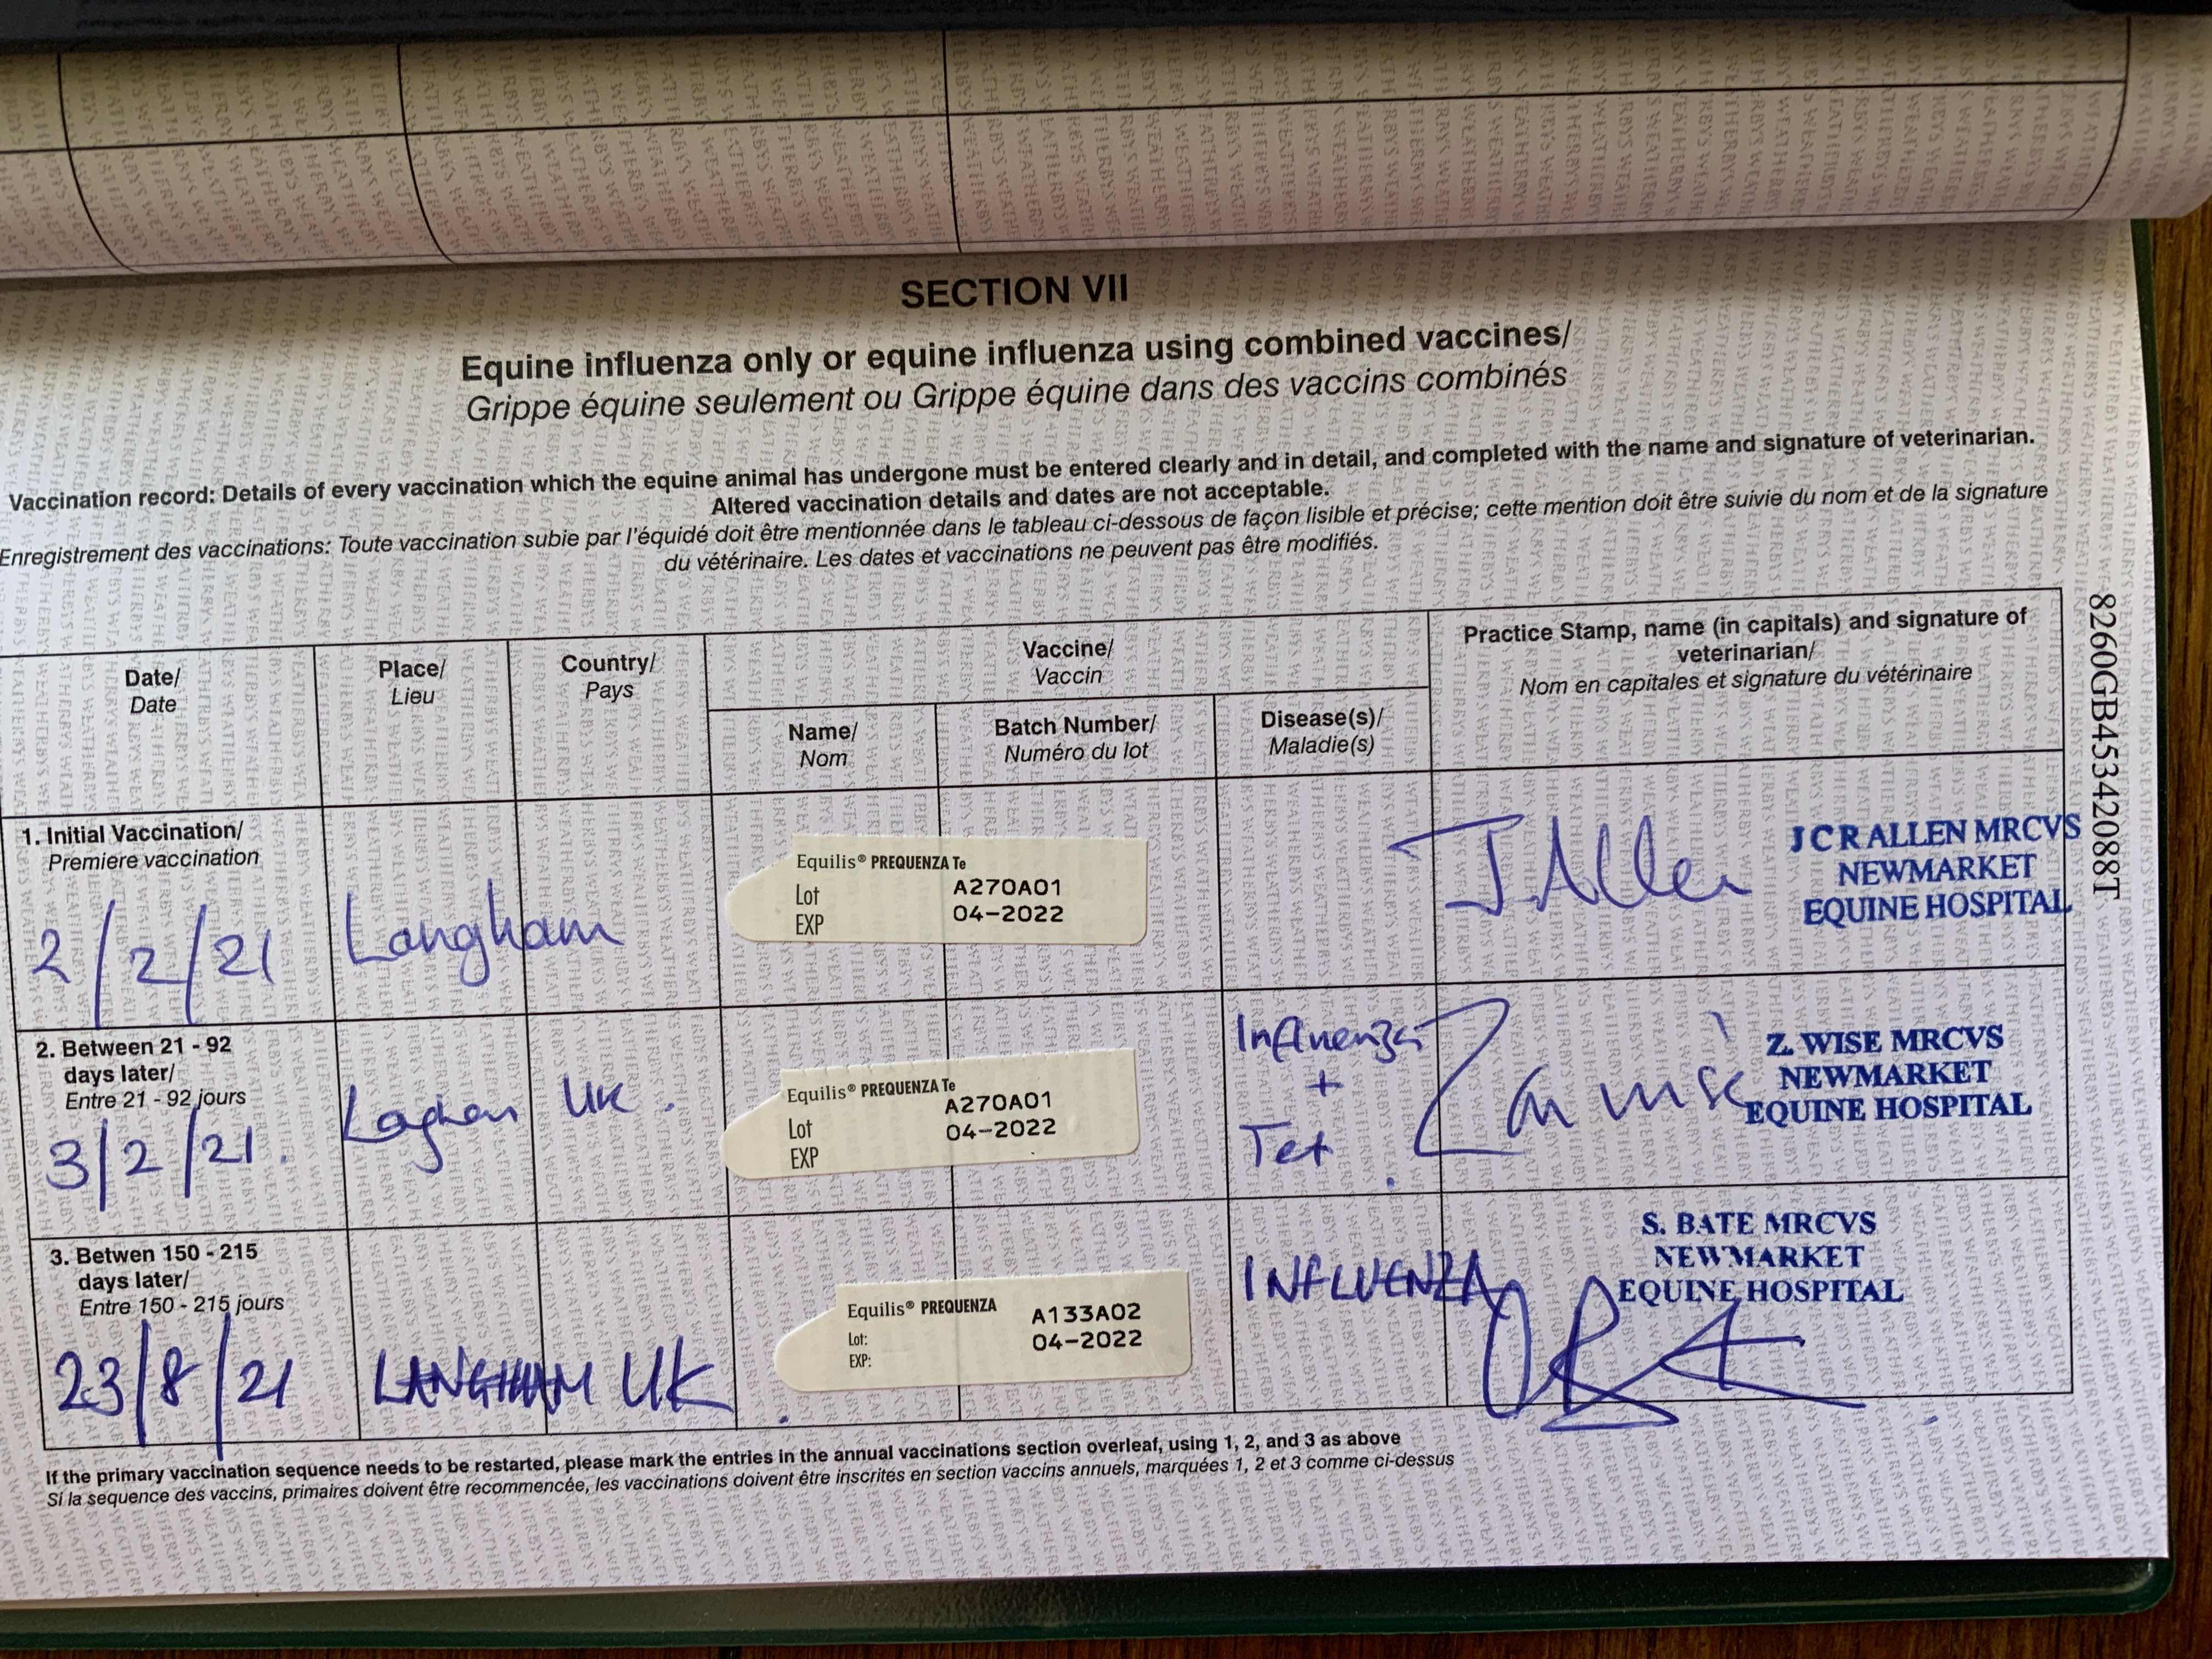 SECTION VII
Equine influenza only or equine influenza using combined vaccines/
Grippe équine seulement ou Grippe équine dans des vaccins combinés
Vaccination record: Details of every vaccination which the equine animal has undergone must be entered clearly and in detail, and completed with the name and signature of veterinarian.
Altered vaccination details and dates are not acceptable.
Enregistrement des vaccinations: Toute vaccination subie par l'équidé doit être mentionnée dans le tableau ci-dessous de façon lisible et précise; cette mention doit être suivie du nom et de la signature
du vétérinaire. Les dates et vaccinations ne peuvent pas être modifiés.
8260GB45342088T
Date/
Date
Place/
Lieu
Country/
Pays
Vaccine/
Vaccin
Name/
Nom
Batch Number/
Numéro du lot
Disease(s)/
Maladie(s)
Practice Stamp, name (in capitals) and signature of
veterinarian/
Nom en capitales et signature du vétérinaire
1. Initial Vaccination/
Premiere vaccination
2/2/21
Langham
Equilis® PREQUENZA Te
Lot A270A01
EXP 04-2022
J Allen
J C R ALLEN MRCVS
NEWMARKET
EQUINE HOSPITAL
2. Between 21 - 92
days later/
Entre 21 - 92 jours
3/2/21.
Laghan
UK.
Equilis® PREQUENZA Te
Lot A270A01
EXP 04-2022
Influenza
+
Tet.
Z. WISE MRCVS
NEWMARKET
EQUINE HOSPITAL
3. Betwen 150 - 215
days later/
Entre 150 - 215 jours
23/8/21
LANGHAM UK
Equilis® PREQUENZA
Lot: A133A02
EXP: 04-2022
INFLUENZA
S. BATE MRCVS
NEWMARKET
EQUINE HOSPITAL
If the primary vaccination sequence needs to be restarted, please mark the entries in the annual vaccinations section overleaf, using 1, 2, and 3 as above
Si la sequence des vaccins, primaires doivent être recommencée, les vaccinations doivent être inscrités en section vaccins annuels, marquées 1, 2 et 3 comme ci-dessus